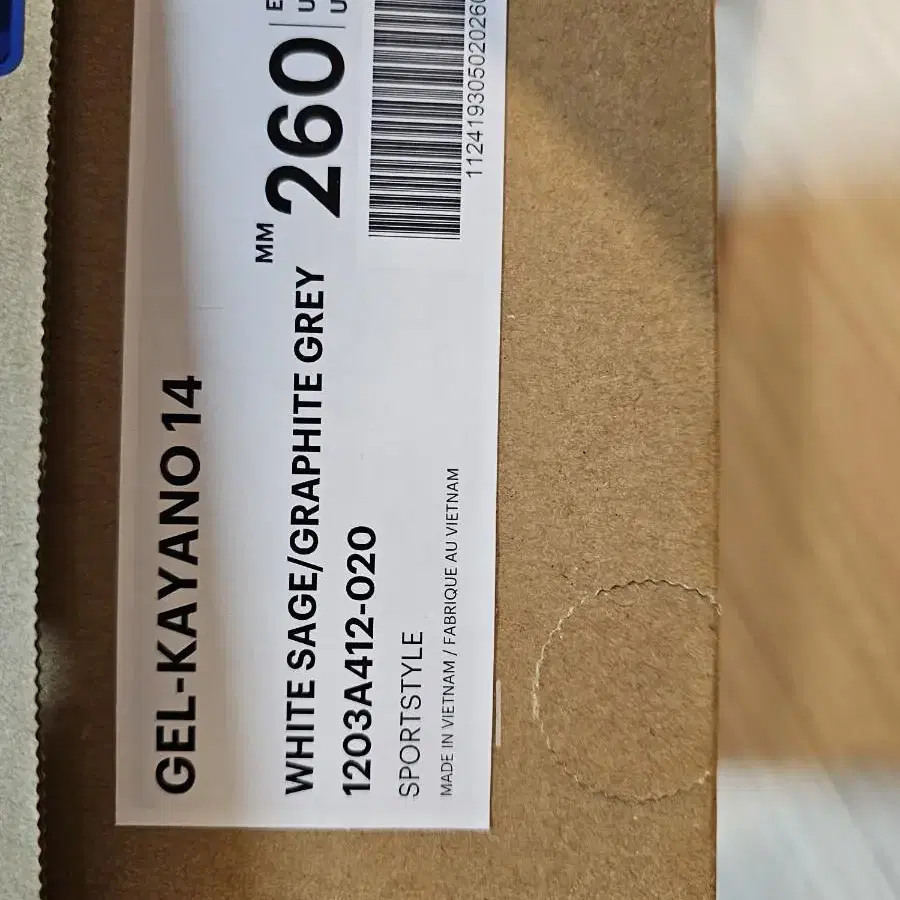 GEL-KAYANO 14
WHITE SAGE/GRAPHITE GREY
1203A412-020
SPORTSTYLE
MADE IN VIETNAM / FABRIQUE AU VIETNAM
MM 260